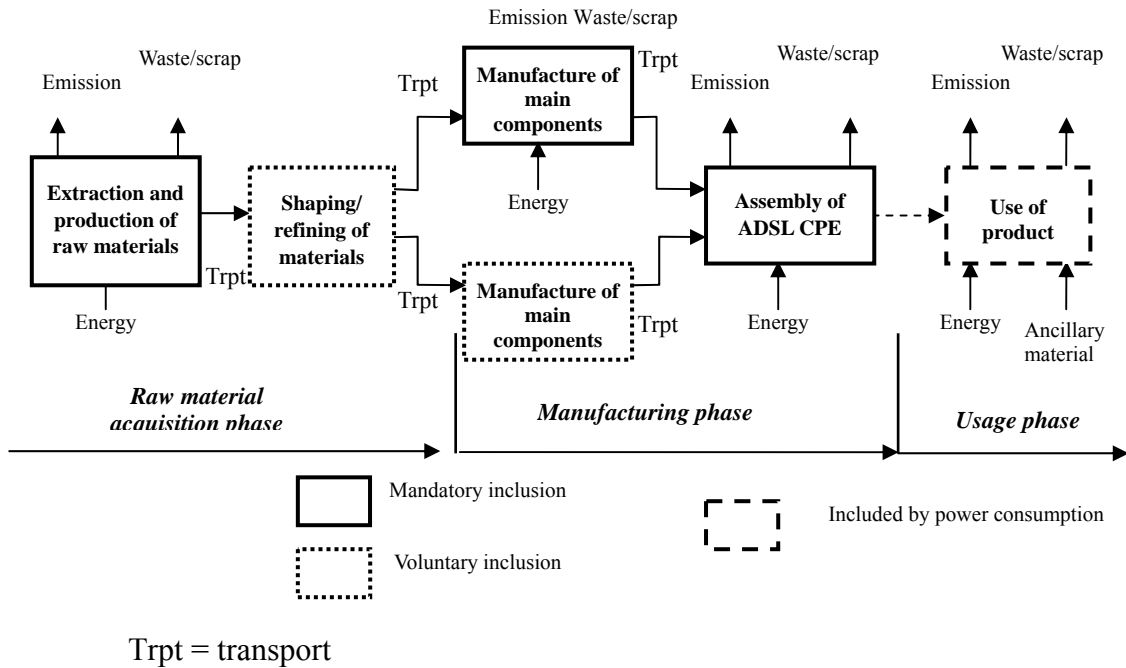 Emission Waste/scrap
Waste/scrap
Emission
Trpt
Manufacture of
main
components
Trpt
Waste/scrap
Emission
Waste/scrap
Emission
Extraction and
production of
raw materials
Shaping/
refining of
materials
Energy
Assembly of
ADSL CPE
Use of
product
Trpt
Energy
Trpt
Manufacture of
main
components
Trpt
Energy
Energy
Ancillary
material
Raw material
acquisition phase
Manufacturing phase
Usage phase
Mandatory inclusion
Included by power consumption
Voluntary inclusion
Trpt = transport